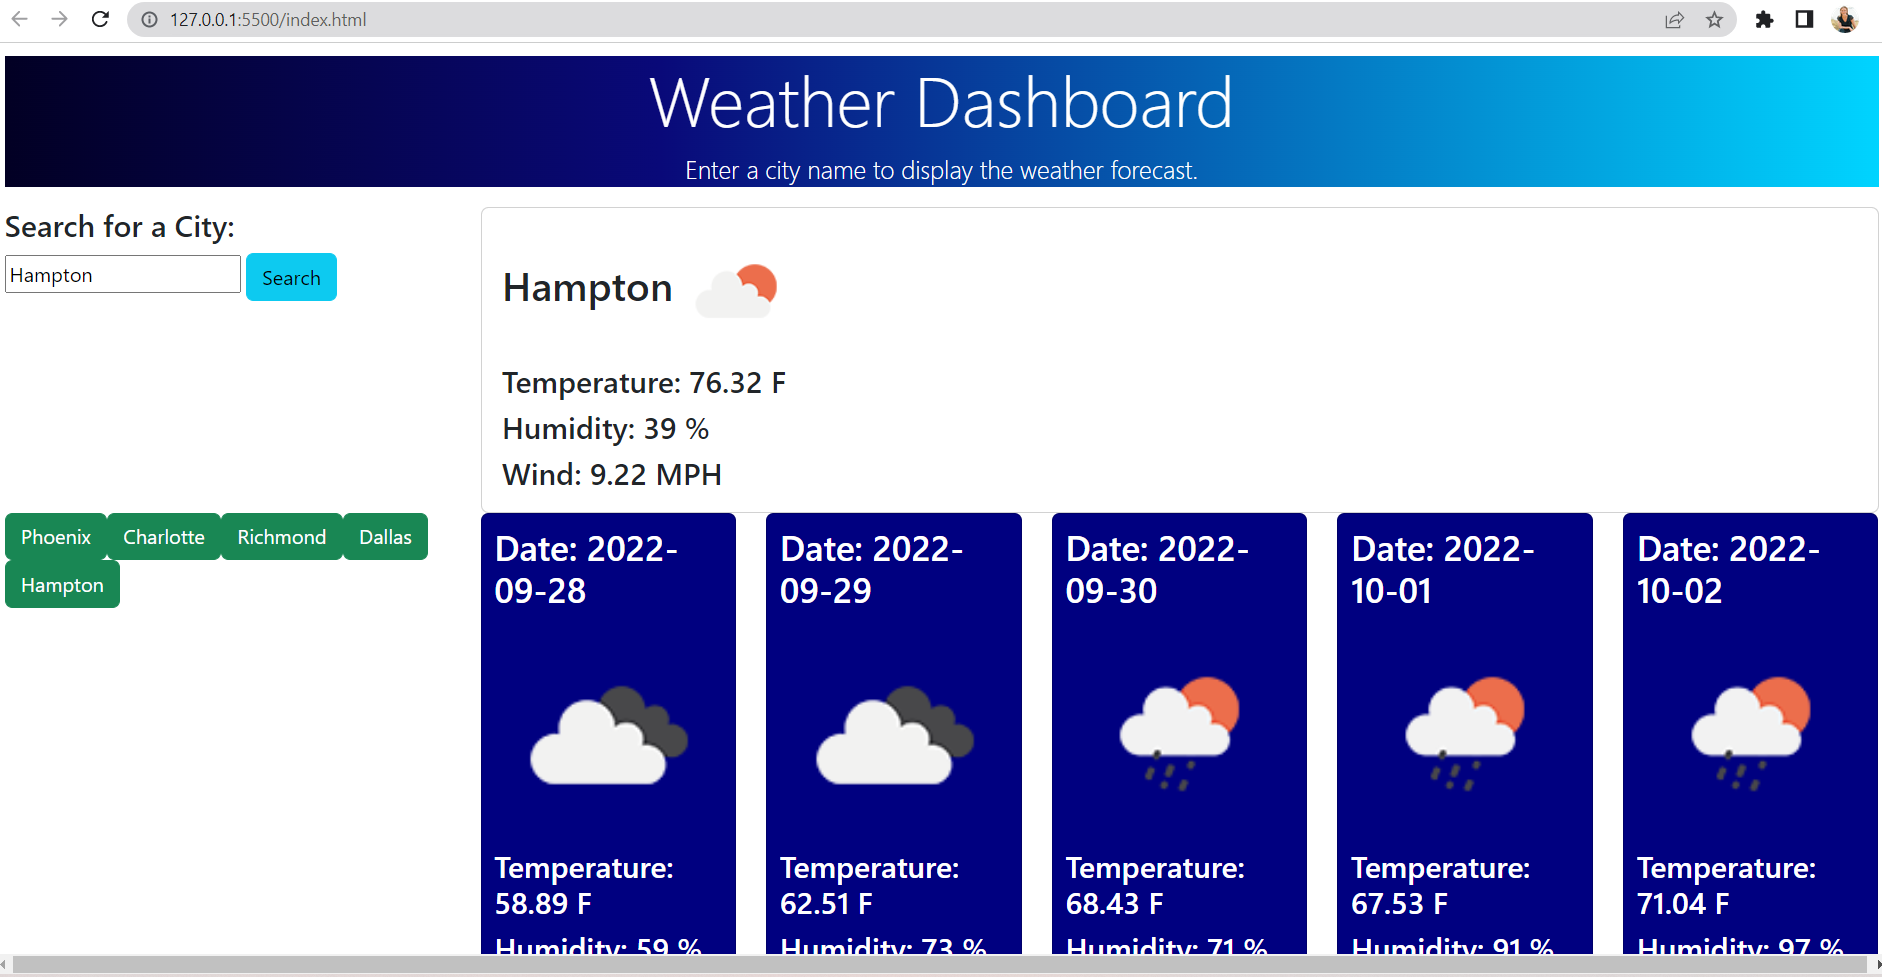 127.0.0.1:5500/index.html
Weather Dashboard
Enter a city name to display the weather forecast.
Search for a City:
Hampton
Search
Hampton
Temperature: 76.32 F
Humidity: 39 %
Wind: 9.22 MPH
Phoenix
Charlotte
Richmond
Dallas
Hampton
Date: 2022-
09-28
Temperature:
58.89 F
Humidity: 59 %
Date: 2022-
09-29
Temperature:
62.51 F
Humidity: 73 %
Date: 2022-
09-30
Temperature:
68.43 F
Humidity: 71 %
Date: 2022-
10-01
Temperature:
67.53 F
Humidity: 91 %
Date: 2022-
10-02
Temperature:
71.04 F
Humidity: 97 %